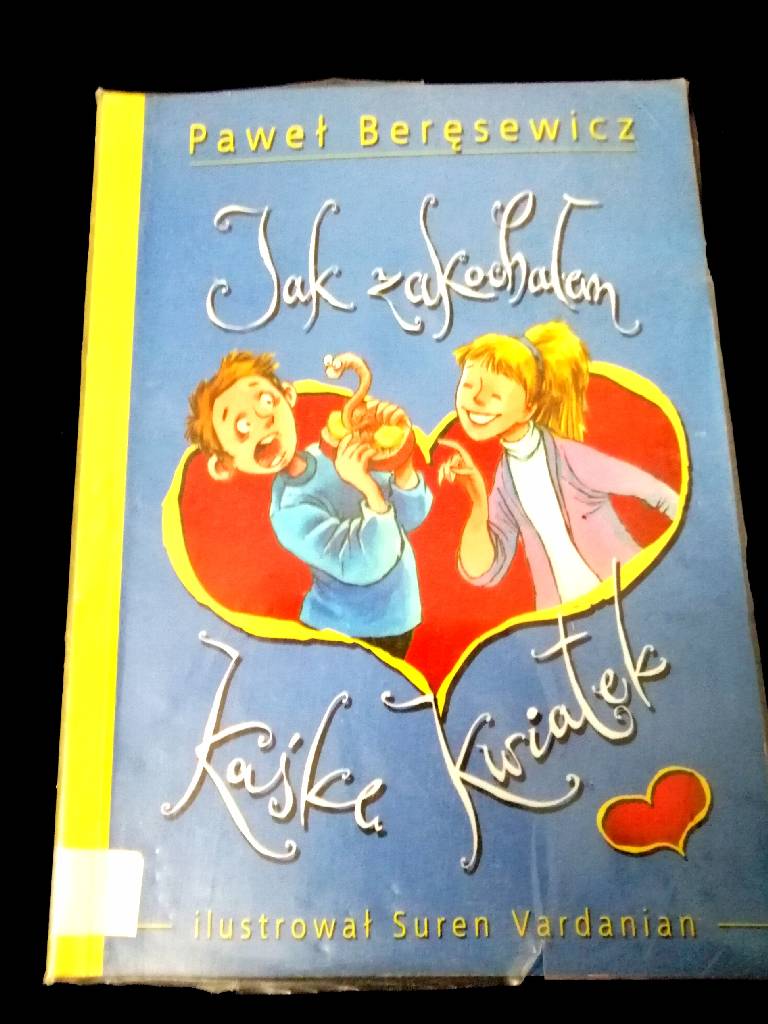 Paweł Beręsewicz
Jak zakochałem
Kaśkę Kwiatek
ilustrował Suren Vardanian